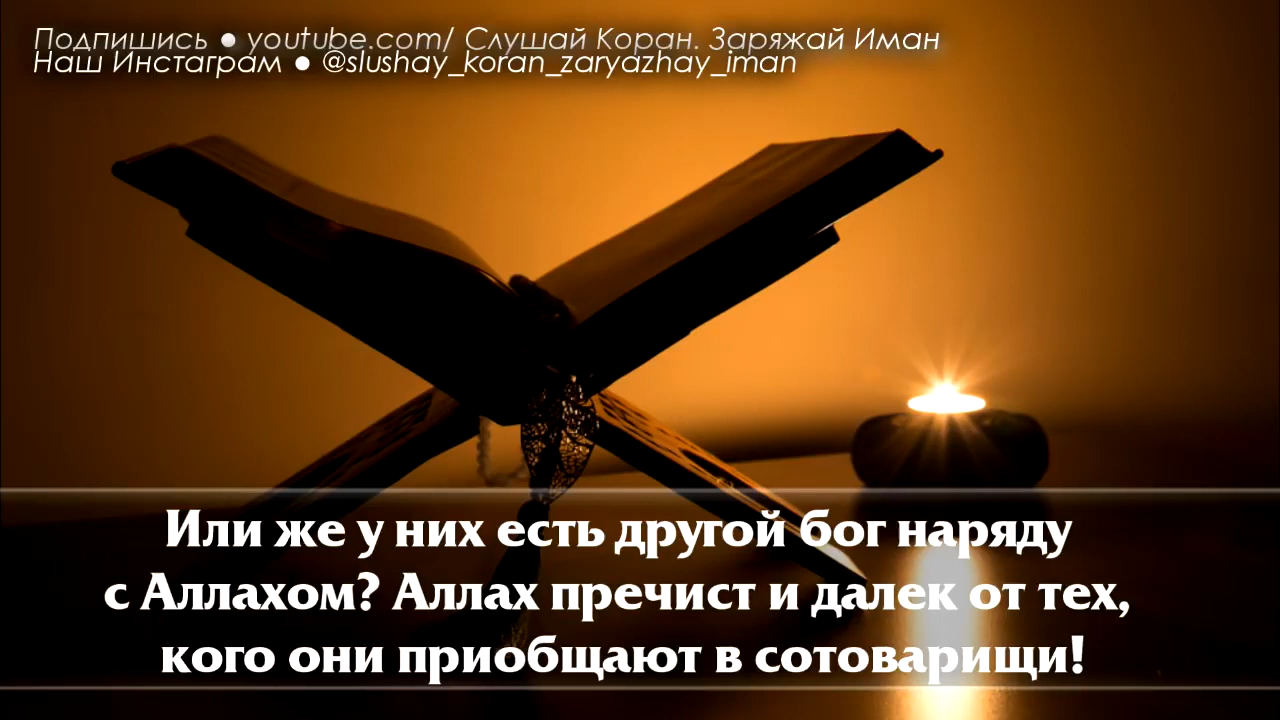 Подпишись ● youtube.com/ Слушай Коран. Заряжай Иман
Наш Инстаграм ● @slushay_koran_zaryazhay_iman
Или же у них есть другой бог наряду
с Аллахом? Аллах пречист и далек от тех,
кого они приобщают в сотоварищи!